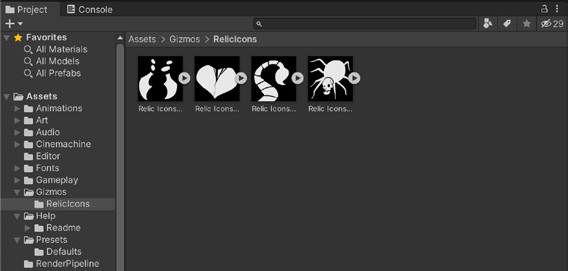 Project
Console
29
Favorites
All Materials
All Models
All Prefabs
Assets
Animations
Art
Audio
Cinemachine
Editor
Fonts
Gameplay
Gizmos
RelicIcons
Help
Readme
Presets
Defaults
RenderPipeline
Assets > Gizmos > RelicIcons
Relic Icons... Relic Icons... Relic Icons... Relic Icons...